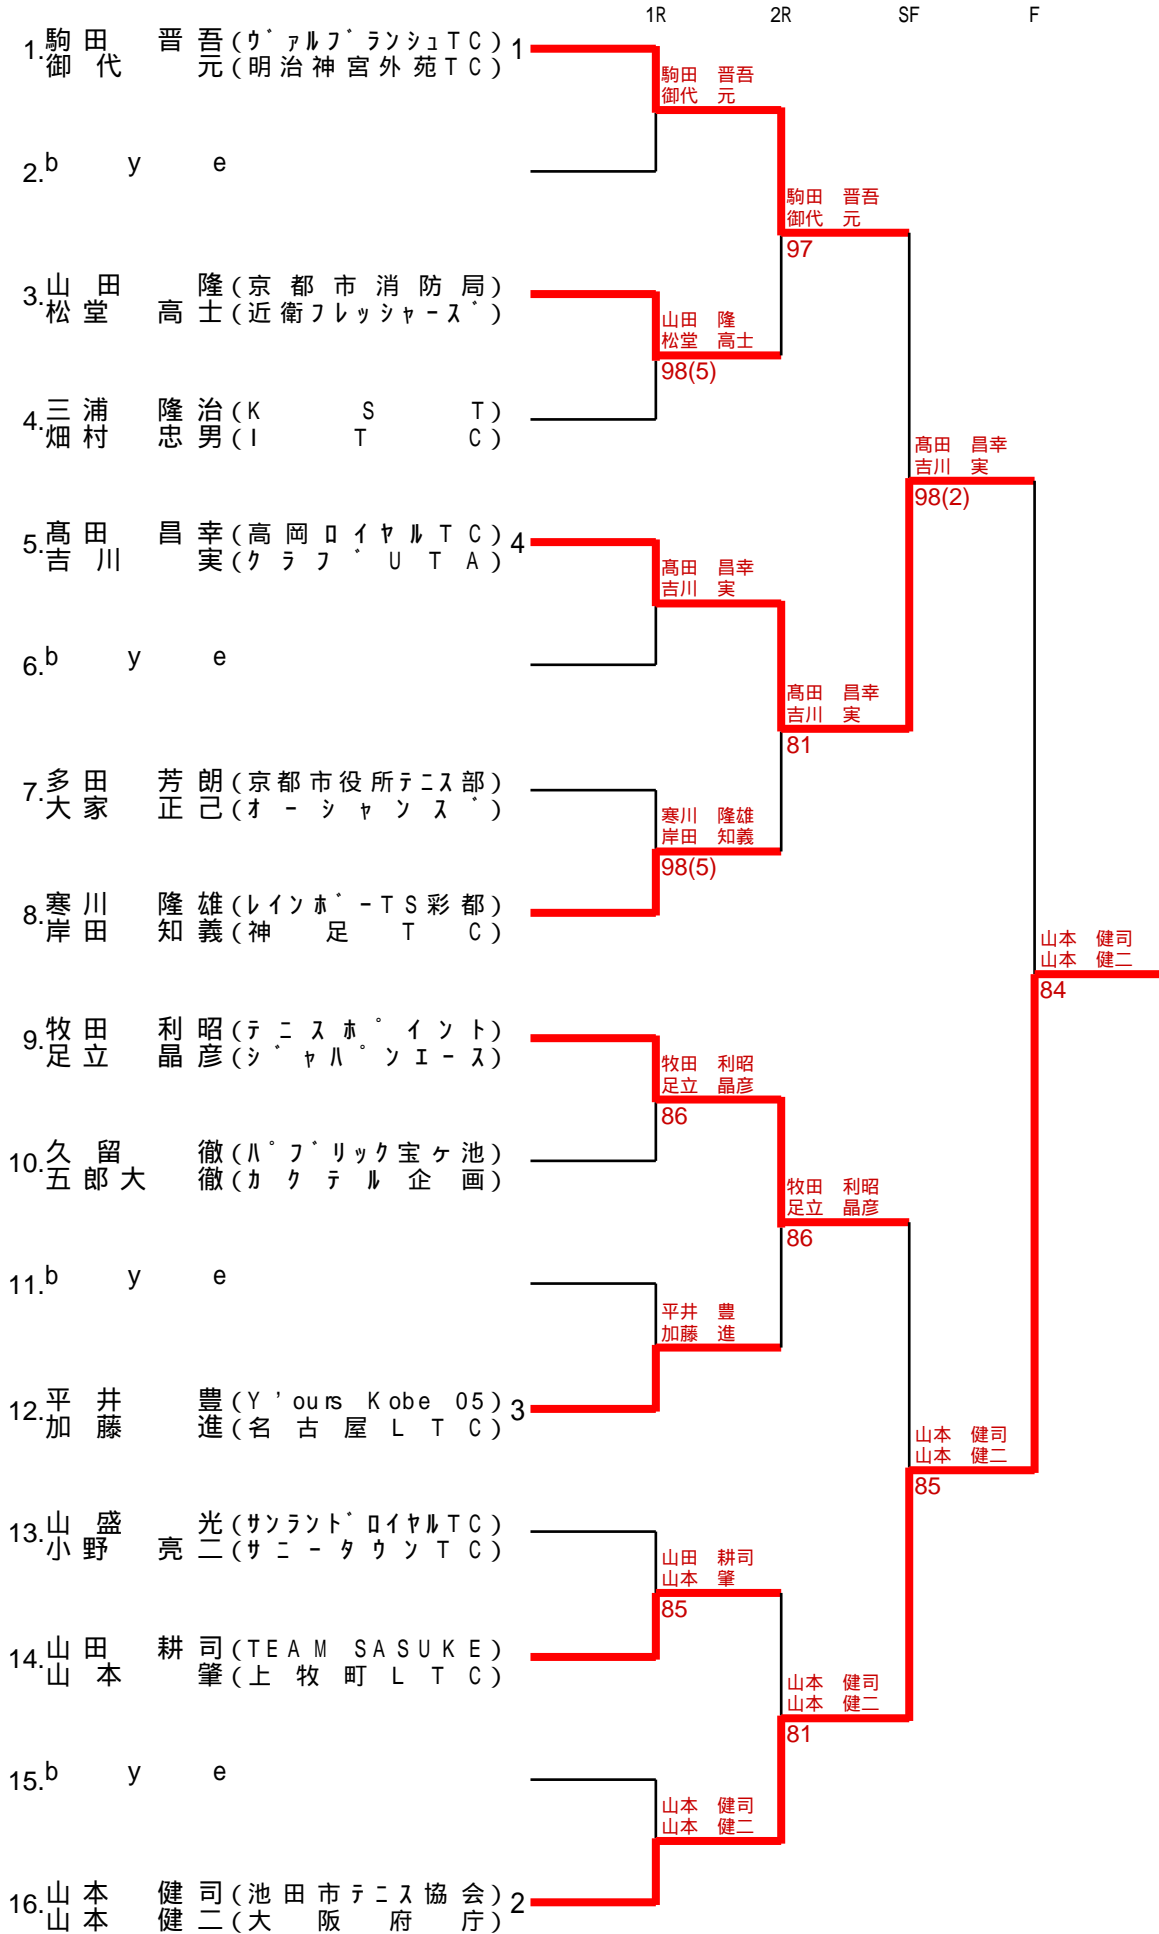 1R 2R SF F
1. 駒田 晋吾(ヴァルブランシュTC) 1
御代 元(明治神宮外苑TC)
駒田 晋吾
御代 元
2. bye
駒田 晋吾
御代 元
97
3. 山田 隆(京都市消防局)
松堂 高士(近衛フレッシャーズ)
山田 隆
松堂 高士
98(5)
4. 三浦 隆治(KST)
畑村 忠男(ITC)
髙田 昌幸
吉川 実
98(2)
5. 髙田 昌幸(高岡ロイヤルTC) 4
吉川 実(クラブUTA)
髙田 昌幸
吉川 実
6. bye
髙田 昌幸
吉川 実
81
7. 多田 芳朗(京都市役所テニス部)
大家 正己(オーシャンズ)
寒川 隆雄
岸田 知義
98(5)
8. 寒川 隆雄(レインボーTS彩都)
岸田 知義(神足TC)
山本 健司
山本 健二
84
9. 牧田 利昭(テニスポイント)
足立 晶彦(ジャパンエース)
牧田 利昭
足立 晶彦
86
10. 久留 徹(パブリック宝ヶ池)
五郎大 徹(カクテル企画)
牧田 利昭
足立 晶彦
86
11. bye
平井 豊
加藤 進
12. 平井 豊(Y'ours Kobe 05) 3
加藤 進(名古屋LTC)
山本 健司
山本 健二
85
13. 山盛 光(サンランドロイヤルTC)
小野 亮二(サニータウンTC)
山田 耕司
山本 肇
85
14. 山田 耕司(TEAM SASUKE)
山本 肇(上牧町LTC)
山本 健司
山本 健二
81
15. bye
山本 健司
山本 健二
16. 山本 健司(池田市テニス協会) 2
山本 健二(大阪府庁)